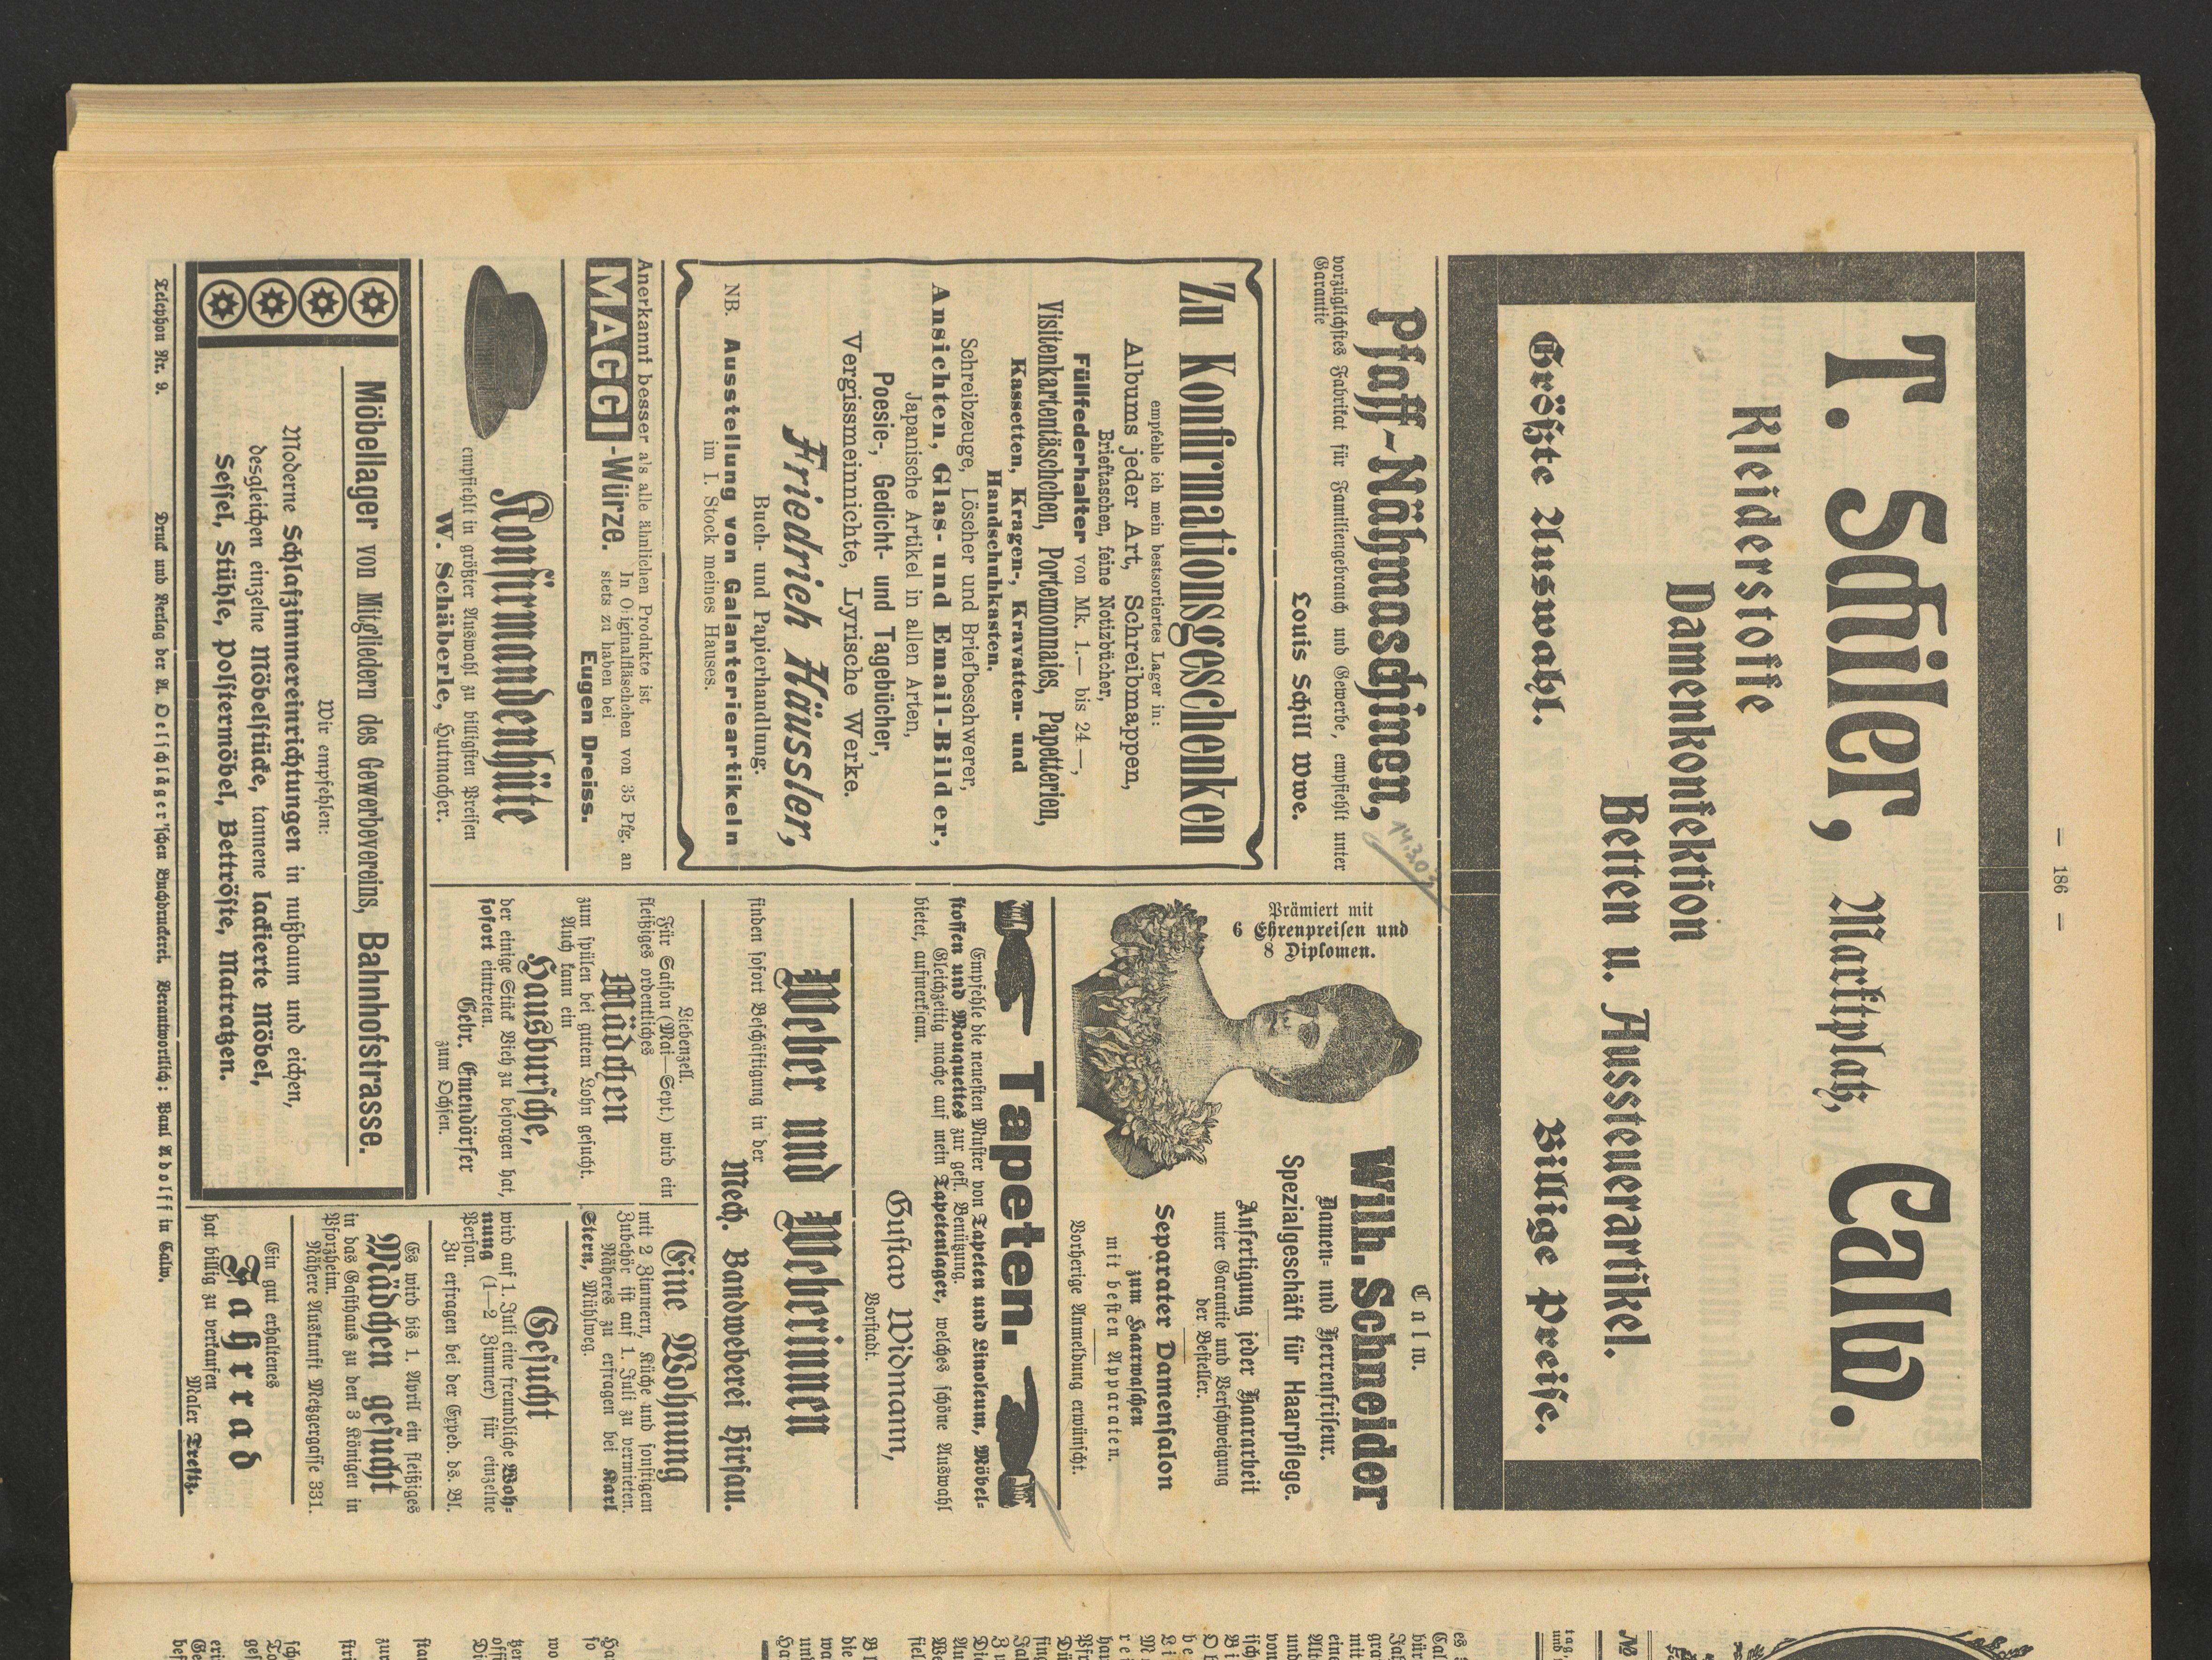 — 186 —
T. Schiler, Marktplatz, Calw.
Kleiderstoffe
Damenkonfektion
Betten u. Aussteuerartikel.
Größte Auswahl. Billige Preise.
Pfaff-Nähmaschinen,
vorzüglichstes Fabrikat für Familiengebrauch und Gewerbe, empfiehlt unter
Garantie
Louis Schill Wwe.
Zu Konfirmationsgeschenken
empfehle ich mein bestsortiertes Lager in:
Albums jeder Art, Schreibmappen,
Brieftaschen, feine Notizbücher,
Füllfederhalter von Mk. 1.— bis 24.—,
Visitenkartentäschchen, Portemonnaies, Papetterien,
Kassetten, Kragen-, Kravatten- und
Handschuhkasten,
Schreibzeuge, Löscher und Briefbeschwerer,
Ansichten, Glas- und Email-Bilder,
Japanische Artikel in allen Arten,
Poesie-, Gedicht- und Tagebücher,
Vergissmeinnichte, Lyrische Werke.
Friedrich Häussler,
Buch- und Papierhandlung.
NB. Ausstellung von Galanterieartikeln
im I. Stock meines Hauses.
Anerkannt besser als alle ähnlichen Produkte ist
MAGGI-Würze. In Originalfläschchen von 35 Pfg. an
stets zu haben bei
Eugen Dreiss.
Konfirmandenhüte
empfiehlt in größter Auswahl zu billigsten Preisen
W. Schäberle, Hutmacher.
Calw.
Wilh. Schneider
Damen- und Herrenfriseur.
Spezialgeschäft für Haarpflege.
Prämiert mit
6 Ehrenpreisen und
8 Diplomen.
Anfertigung jeder Haararbeit
unter Garantie und Verschweigung
der Besteller.
Separater Damensalon
zum Haarwaschen
mit besten Apparaten.
Vorherige Anmeldung erwünscht.
Tapeten.
Empfehle die neuesten Muster von Tapeten und Linoleum, Möbel-
stoffen und Mouquettes zur gefl. Benützung.
Gleichzeitig mache auf mein Tapetenlager, welches schöne Auswahl
bietet, aufmerksam.
Gustav Widmann,
Vorstadt.
Weber und Weberinnen
finden sofort Beschäftigung in der
Mech. Bandweberei Hirsau.
Liebenzell.
Für Saison (Mai—Sept.) wird ein
fleißiges ordentliches
Mädchen
zum spülen bei gutem Lohn gesucht.
Auch kann ein
Hausbursche,
der einige Stück Vieh zu besorgen hat,
sofort eintreten.
Gebr. Emendörfer
zum Ochsen.
Eine Wohnung
mit 2 Zimmern, Küche und sonstigem
Zubehör ist auf 1. Juli zu vermieten.
Näheres zu erfragen bei Karl
Stern, Mühlweg.
Gesucht
wird auf 1. Juli eine freundliche Woh-
nung (1—2 Zimmer) für einzelne
Person.
Zu erfragen bei der Exped. ds. Bl.
Es wird bis 1. April ein fleißiges
Mädchen gesucht
in das Gasthaus zu den 3 Königen in
Pforzheim.
Nähere Auskunft Metzgergasse 331.
Ein gut erhaltenes
Fahrrad
hat billig zu verkaufen
Maler
Möbellager von Mitgliedern des Gewerbevereins, Bahnhofstrasse.
Wir empfehlen:
Moderne Schlafzimmereinrichtungen in nußbaum und eichen,
desgleichen einzelne Möbelstücke, tannene lackierte Möbel,
Sessel, Stühle, Polstermöbel, Bettröste, Matratzen.
Telephon Nr. 9. Druck und Verlag der A. Oelschläger'schen Buchdruckerei. Verantwortlich: Paul Adolff in Calw.